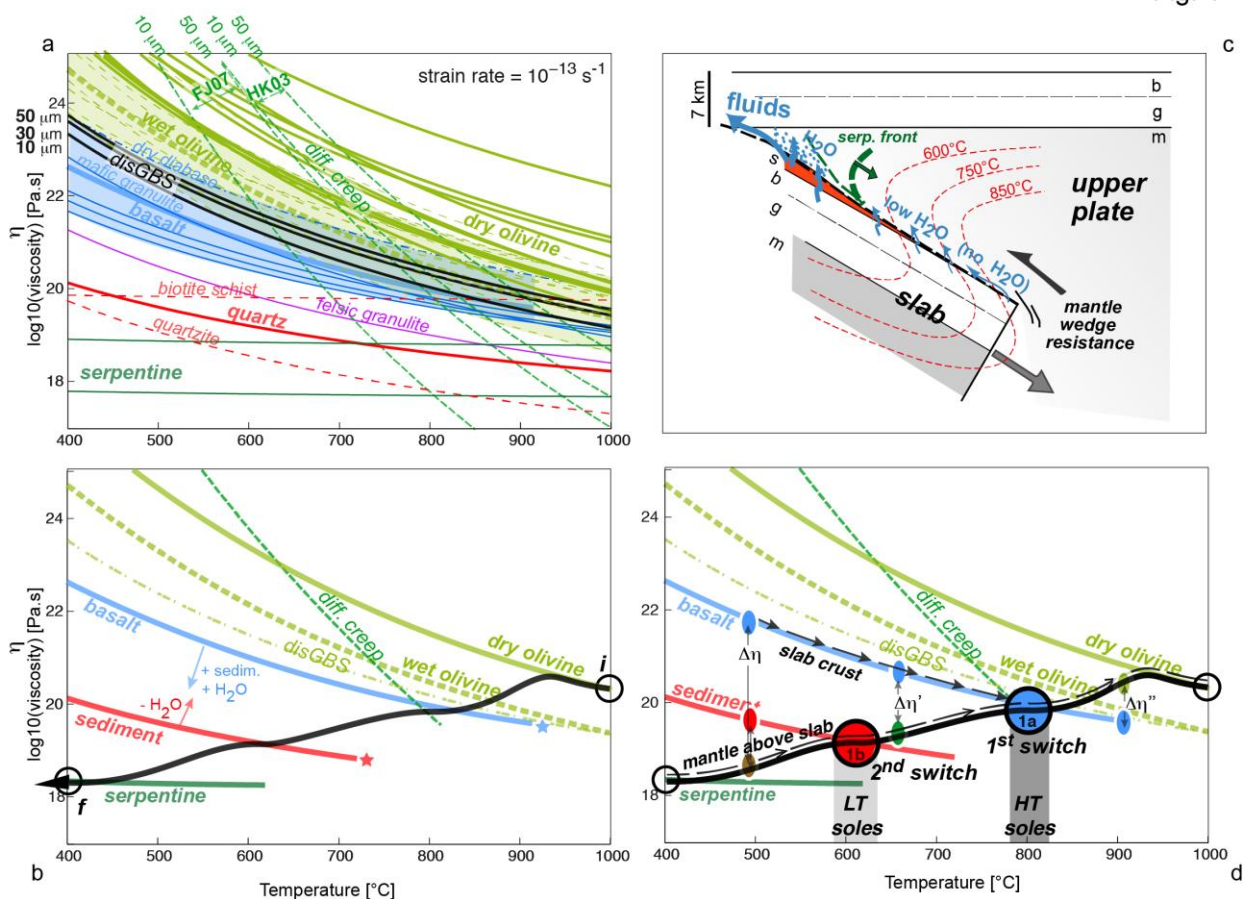 a
10 μm
50 μm
10 μm
50 μm
FJ07
HK03
strain rate = 10⁻¹³ s⁻¹
24
22
20
18
50 μm
30 μm
10 μm
log10(viscosity) [Pa.s]
η
wet olivine
dry diabase
disGBS
mafic granulite
basalt
diff. creep
dry olivine
biotite schist
quartz
felsic granulite
quartzite
serpentine
400 500 600 700 800 900 1000
c
7 km
b
g
m
fluids
H₂O
serp. front
600°C
750°C
850°C
upper
plate
s
b
g
m
low H₂O (no H₂O)
slab
mantle
wedge
resistance
b
24
22
20
18
log10(viscosity) [Pa.s]
η
basalt
+ sedim.
+ H₂O
- H₂O
sediment
diff. creep
disGBS
wet olivine
dry olivine
i
f
serpentine
400 500 600 700 800 900 1000
Temperature [°C]
d
24
22
20
18
basalt
diff. creep
disGBS
slab crust
wet olivine
dry olivine
Δη
Δη'
Δη''
mantle above slab
1b
1a
1st switch
2nd switch
serpentine
LT
soles
HT
soles
400 500 600 700 800 900 1000
Temperature [°C]